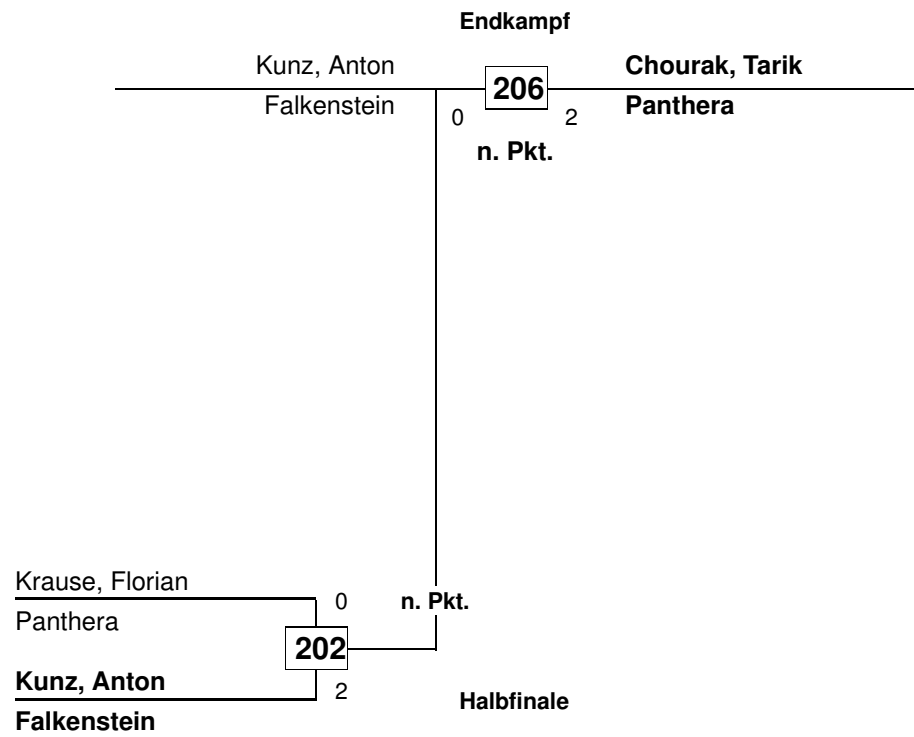 Endkampf
Kunz, Anton
Falkenstein
0
206
2
n. Pkt.
Chourak, Tarik
Panthera
Krause, Florian
Panthera
0
n. Pkt.
202
Kunz, Anton
Falkenstein
2
Halbfinale